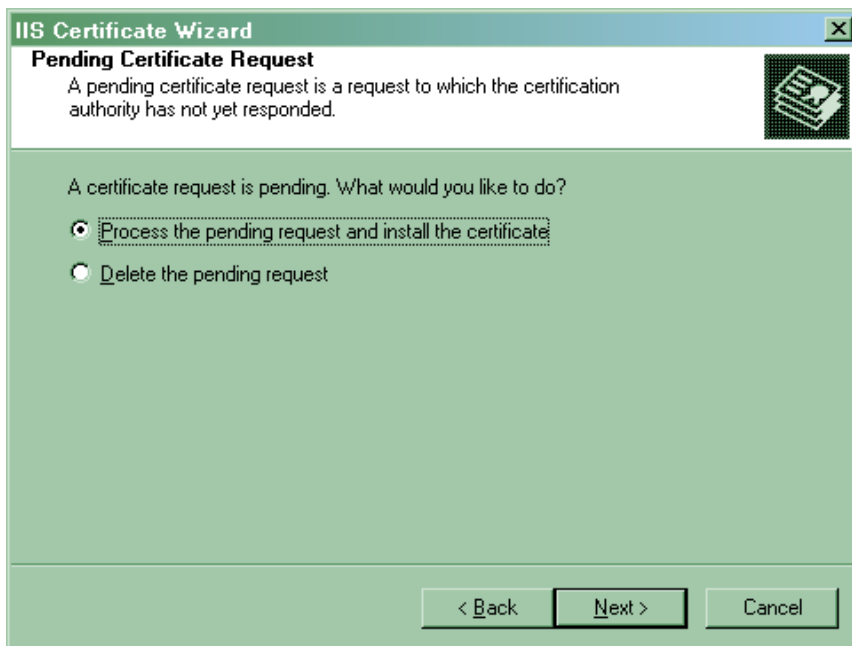 IIS Certificate Wizard
Pending Certificate Request
A pending certificate request is a request to which the certification
authority has not yet responded.
A certificate request is pending. What would you like to do?
Process the pending request and install the certificate
Delete the pending request
< Back
Next >
Cancel